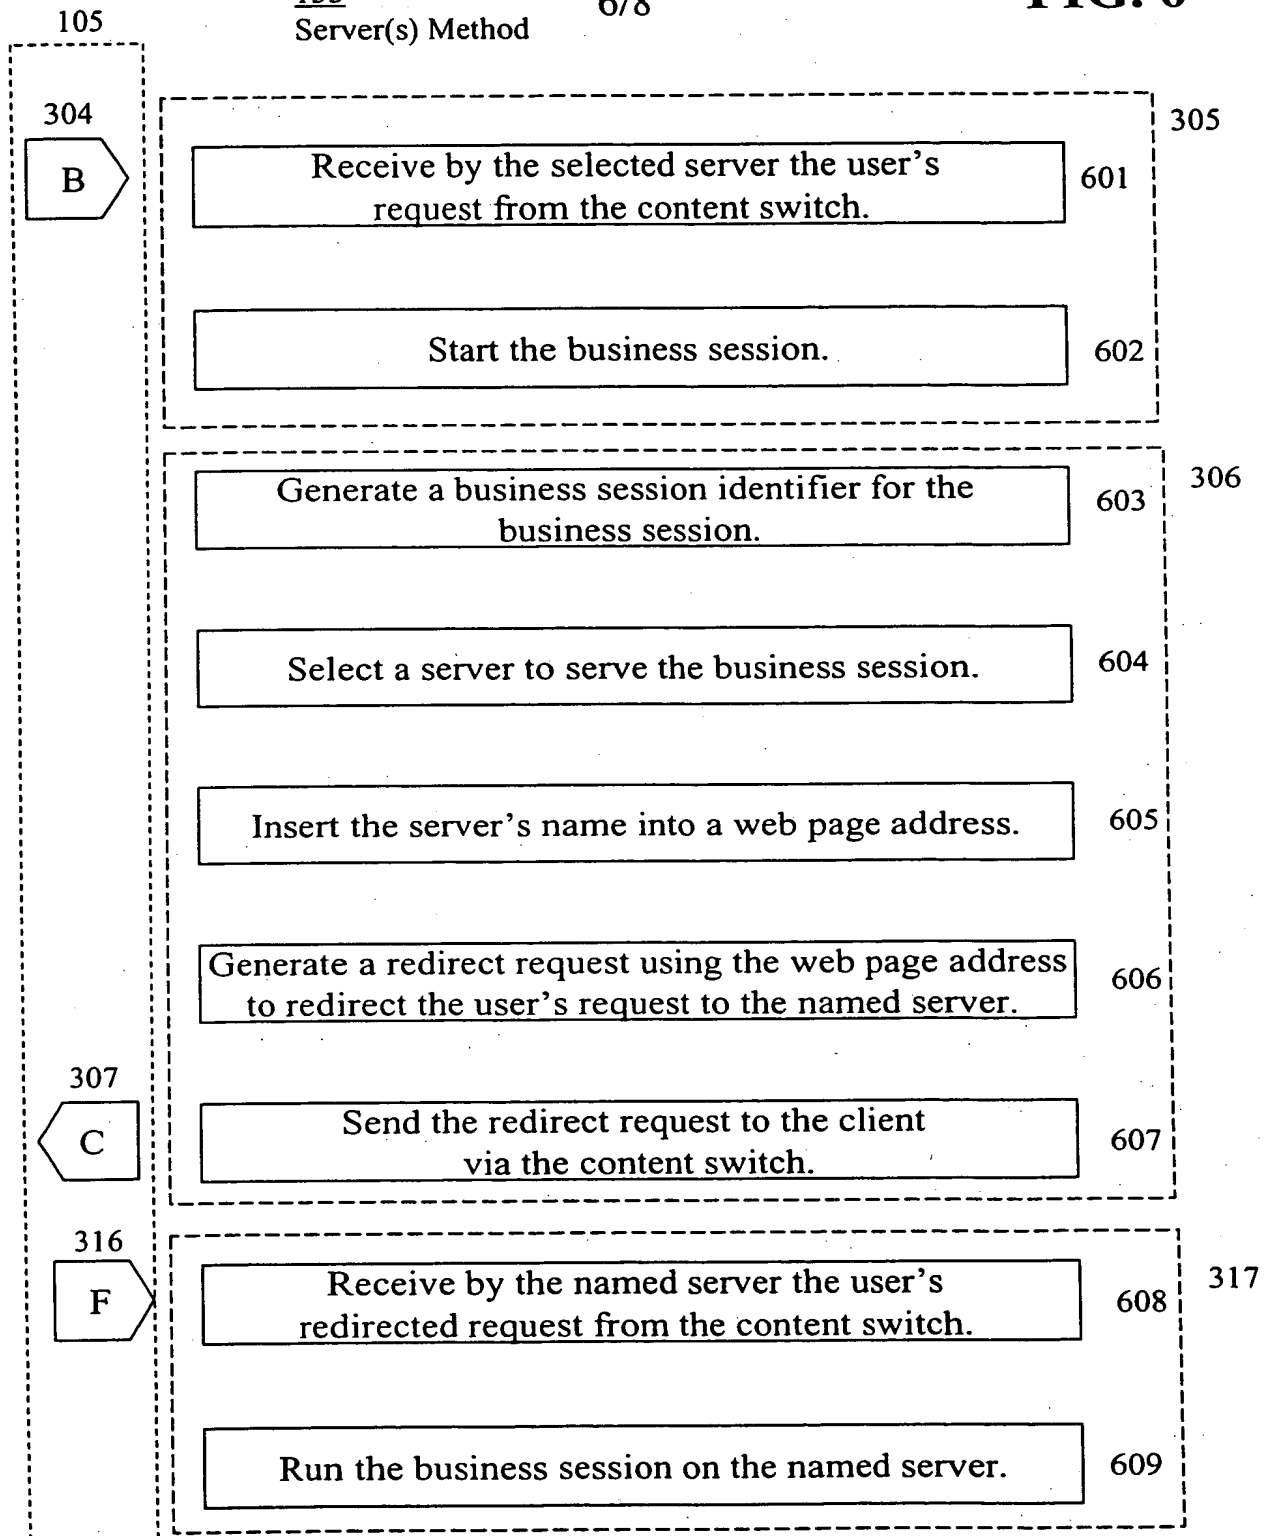 105
6/8
Server(s) Method
304
305
B
Receive by the selected server the user's
request from the content switch.
601
Start the business session.
602
306
Generate a business session identifier for the
business session.
603
Select a server to serve the business session.
604
Insert the server's name into a web page address.
605
Generate a redirect request using the web page address
to redirect the user's request to the named server.
606
307
C
Send the redirect request to the client
via the content switch.
607
316
317
F
Receive by the named server the user's
redirected request from the content switch.
608
Run the business session on the named server.
609